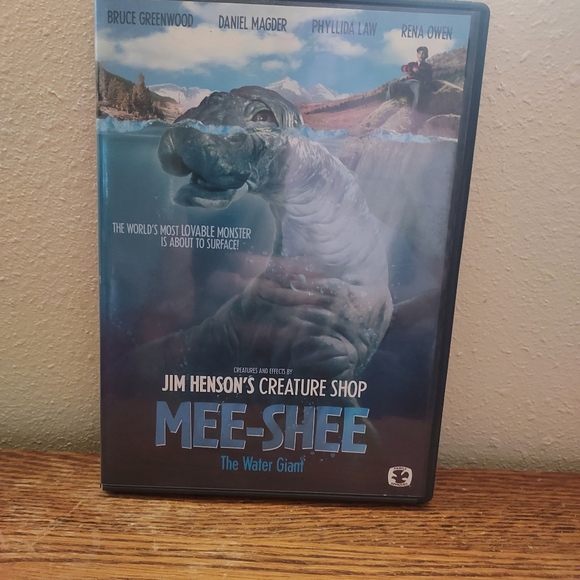 BRUCE GREENWOOD DANIEL MAGDER PHYLLIDA LAW RENA OWEN
THE WORLD'S MOST LOVABLE MONSTER
IS ABOUT TO SURFACE!
CREATURES AND EFFECTS BY
JIM HENSON'S CREATURE SHOP
MEE-SHEE
The Water Giant